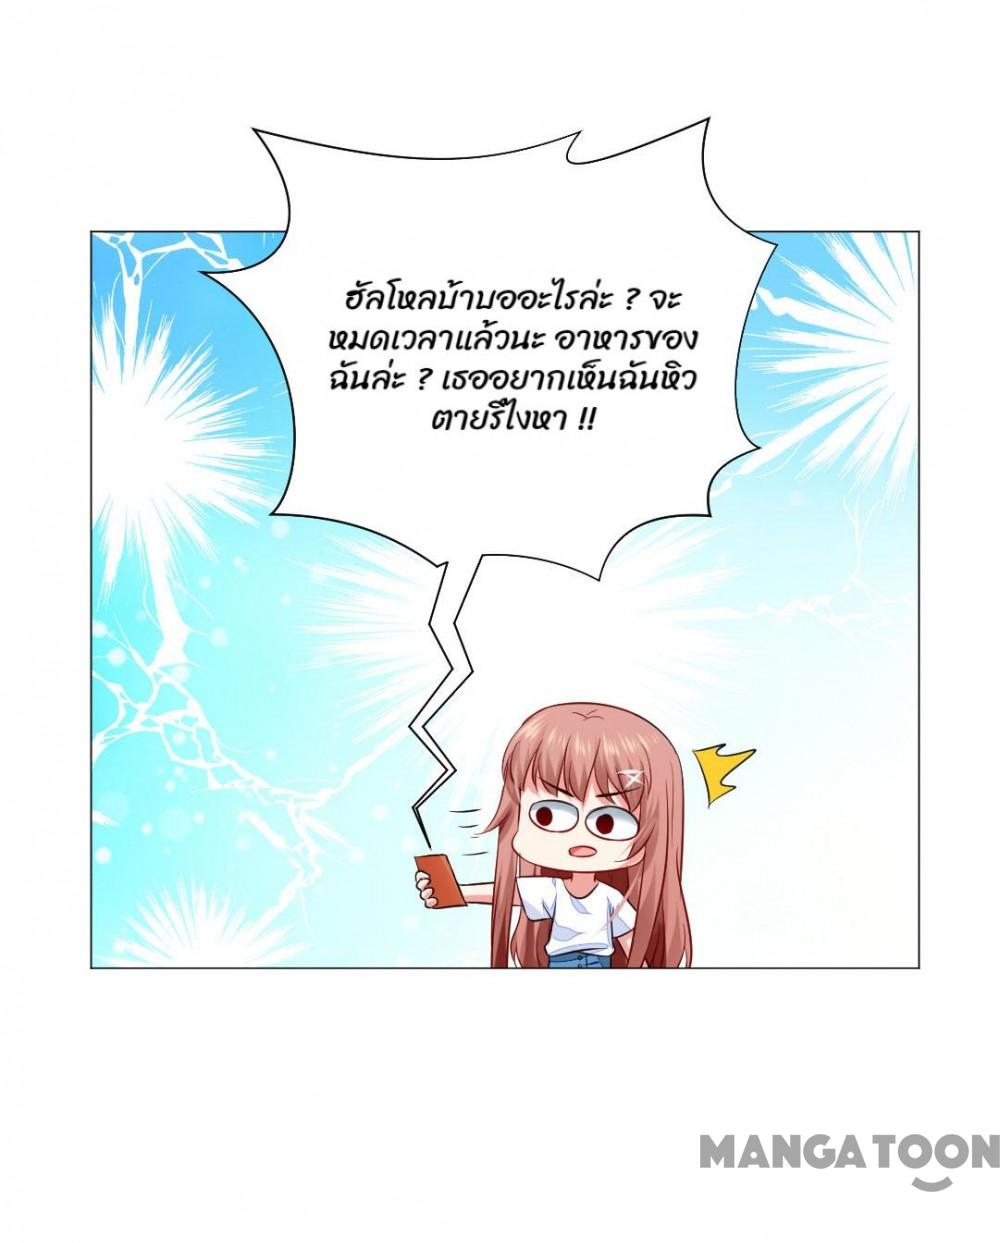 ฮัลโหลบ้าบออะไรล่ะ ? จะ
หมดเวลาแล้วนะ อาหารของ
ฉันล่ะ ? เธออยากเห็นฉันหิว
ตายรึไงหา !!
MANGATOON